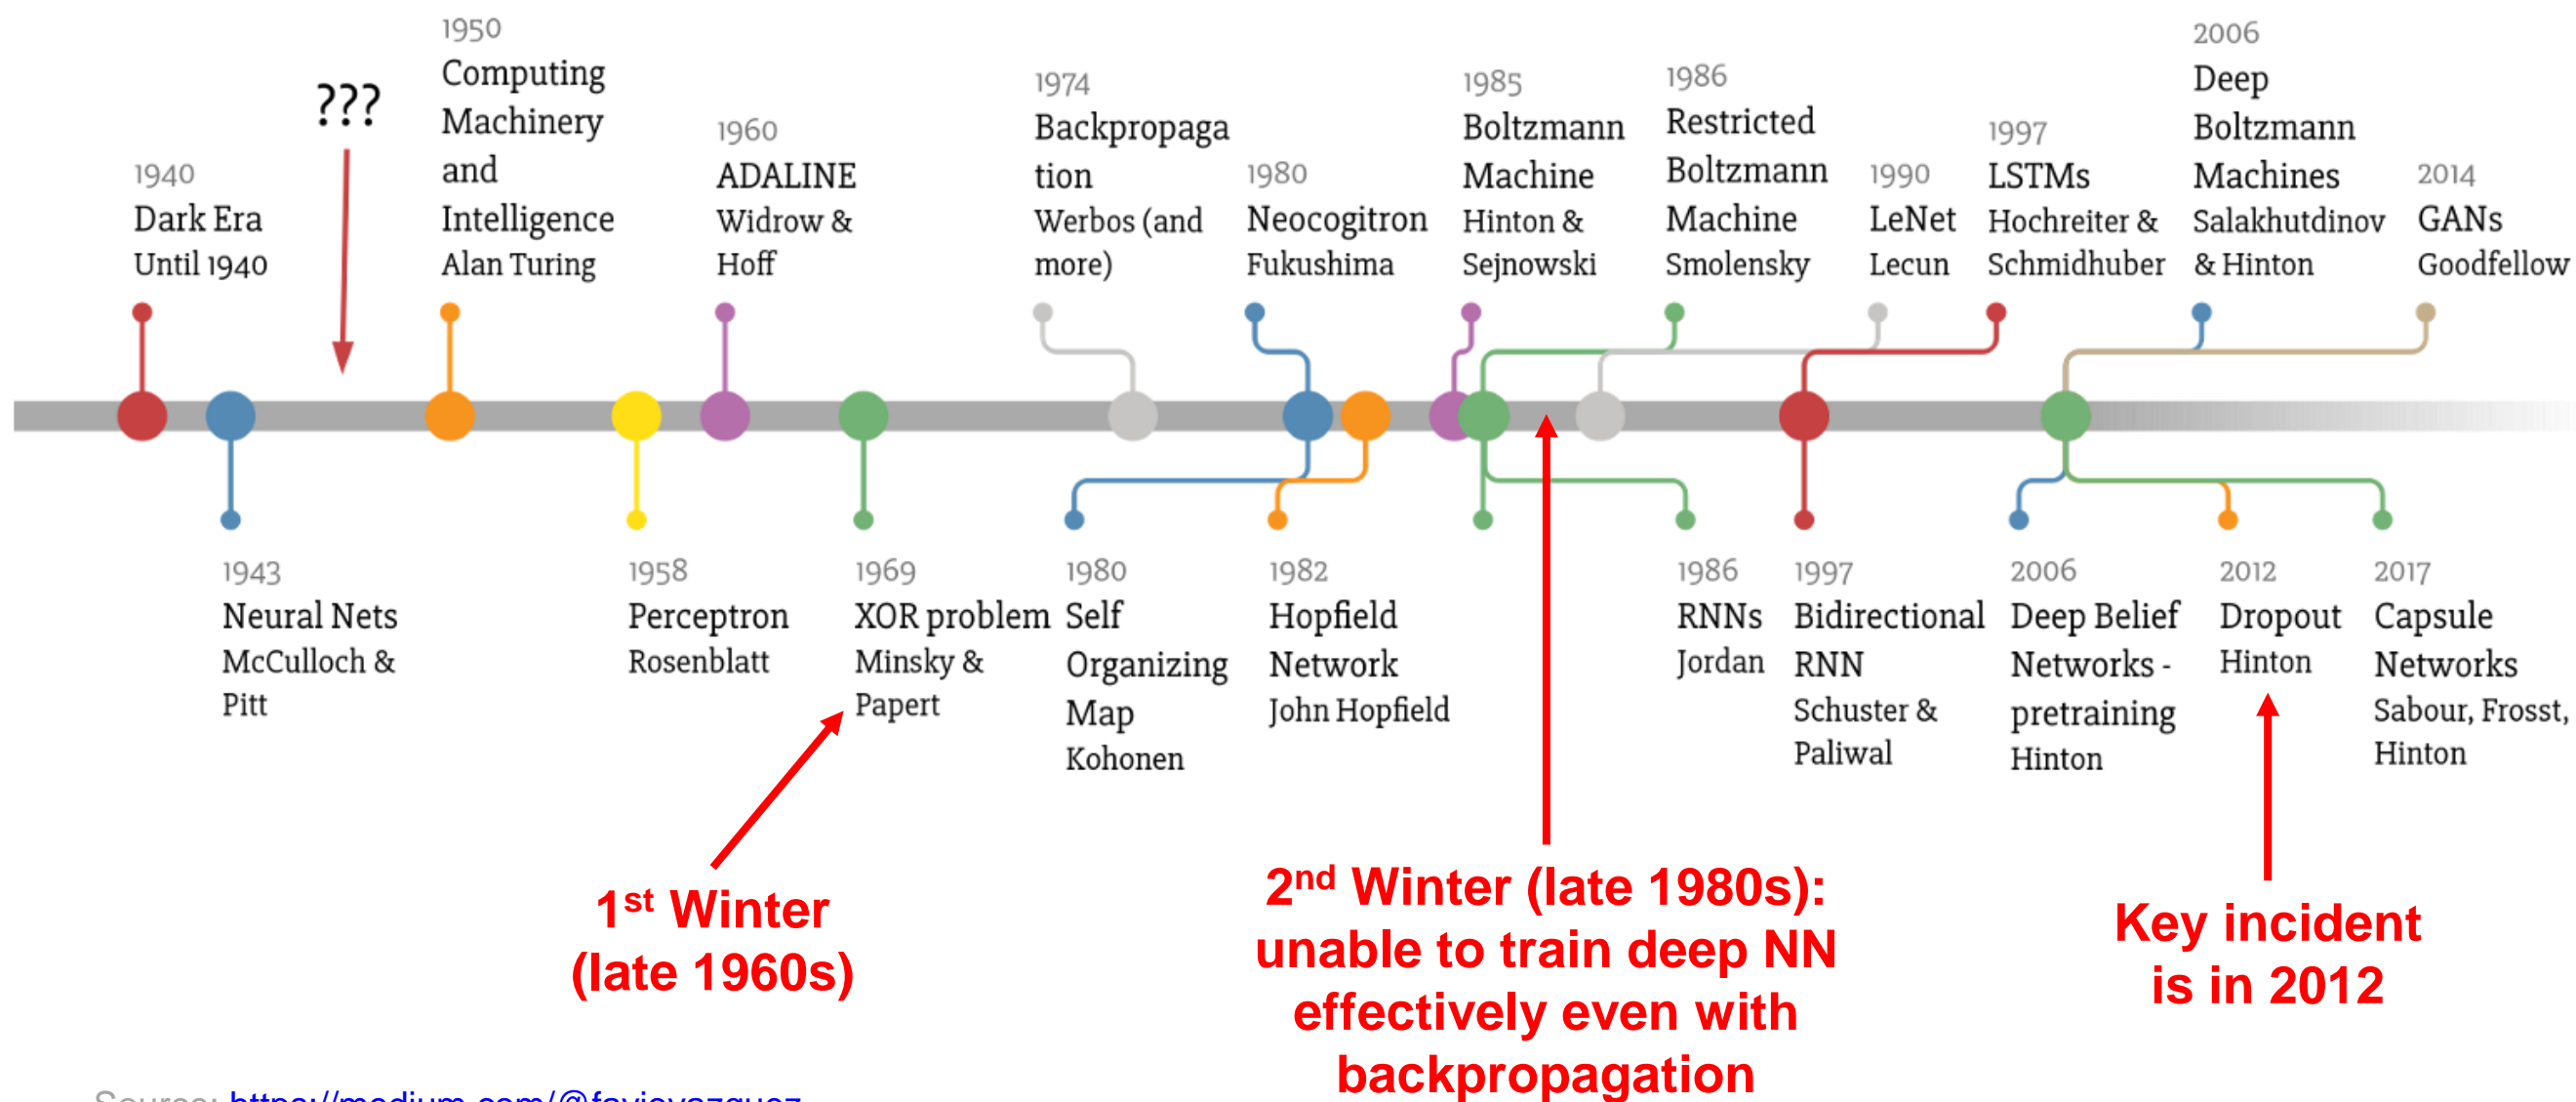 ???
1940
Dark Era
Until 1940
1950
Computing
Machinery
and
Intelligence
Alan Turing
1960
ADALINE
Widrow &
Hoff
1974
Backpropaga
tion
Werbos (and
more)
1980
Neocogitron
Fukushima
1985
Boltzmann
Machine
Hinton &
Sejnowski
1986
Restricted
Boltzmann
Machine
Smolensky
1990
LeNet
Lecun
1997
LSTMs
Hochreiter &
Schmidhuber
2006
Deep
Boltzmann
Machines
Salakhutdinov
& Hinton
2014
GANs
Goodfellow
1943
Neural Nets
McCulloch &
Pitt
1958
Perceptron
Rosenblatt
1969
XOR problem
Minsky &
Papert
1980
Self
Organizing
Map
Kohonen
1982
Hopfield
Network
John Hopfield
1986
RNNs
Jordan
1997
Bidirectional
RNN
Schuster &
Paliwal
2006
Deep Belief
Networks -
pretraining
Hinton
2012
Dropout
Hinton
2017
Capsule
Networks
Sabour, Frosst,
Hinton
1st Winter
(late 1960s)
2nd Winter (late 1980s):
unable to train deep NN
effectively even with
backpropagation
Key incident
is in 2012
Source: https://medium.com/@faviovazquez